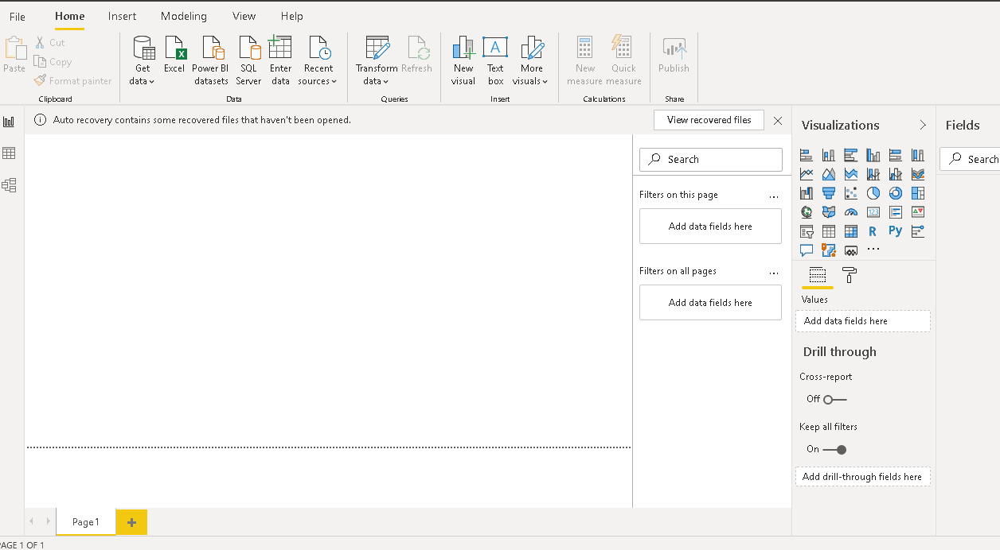 File Home Insert Modeling View Help
Paste
Cut
Copy
Format painter
Clipboard
Get data
Excel
Power BI datasets
SQL Server
Enter data
Recent sources
Data
Transform data
Refresh
Queries
New visual
Text box
More visuals
Insert
New measure
Quick measure
Calculations
Publish
Share
Auto recovery contains some recovered files that haven't been opened.
View recovered files
Search
Filters on this page ...
Add data fields here
Filters on all pages ...
Add data fields here
Visualizations
123
R
Py
...
Values
Add data fields here
Drill through
Cross-report
Off
Keep all filters
On
Add drill-through fields here
Fields
Search
Page1
PAGE 1 OF 1